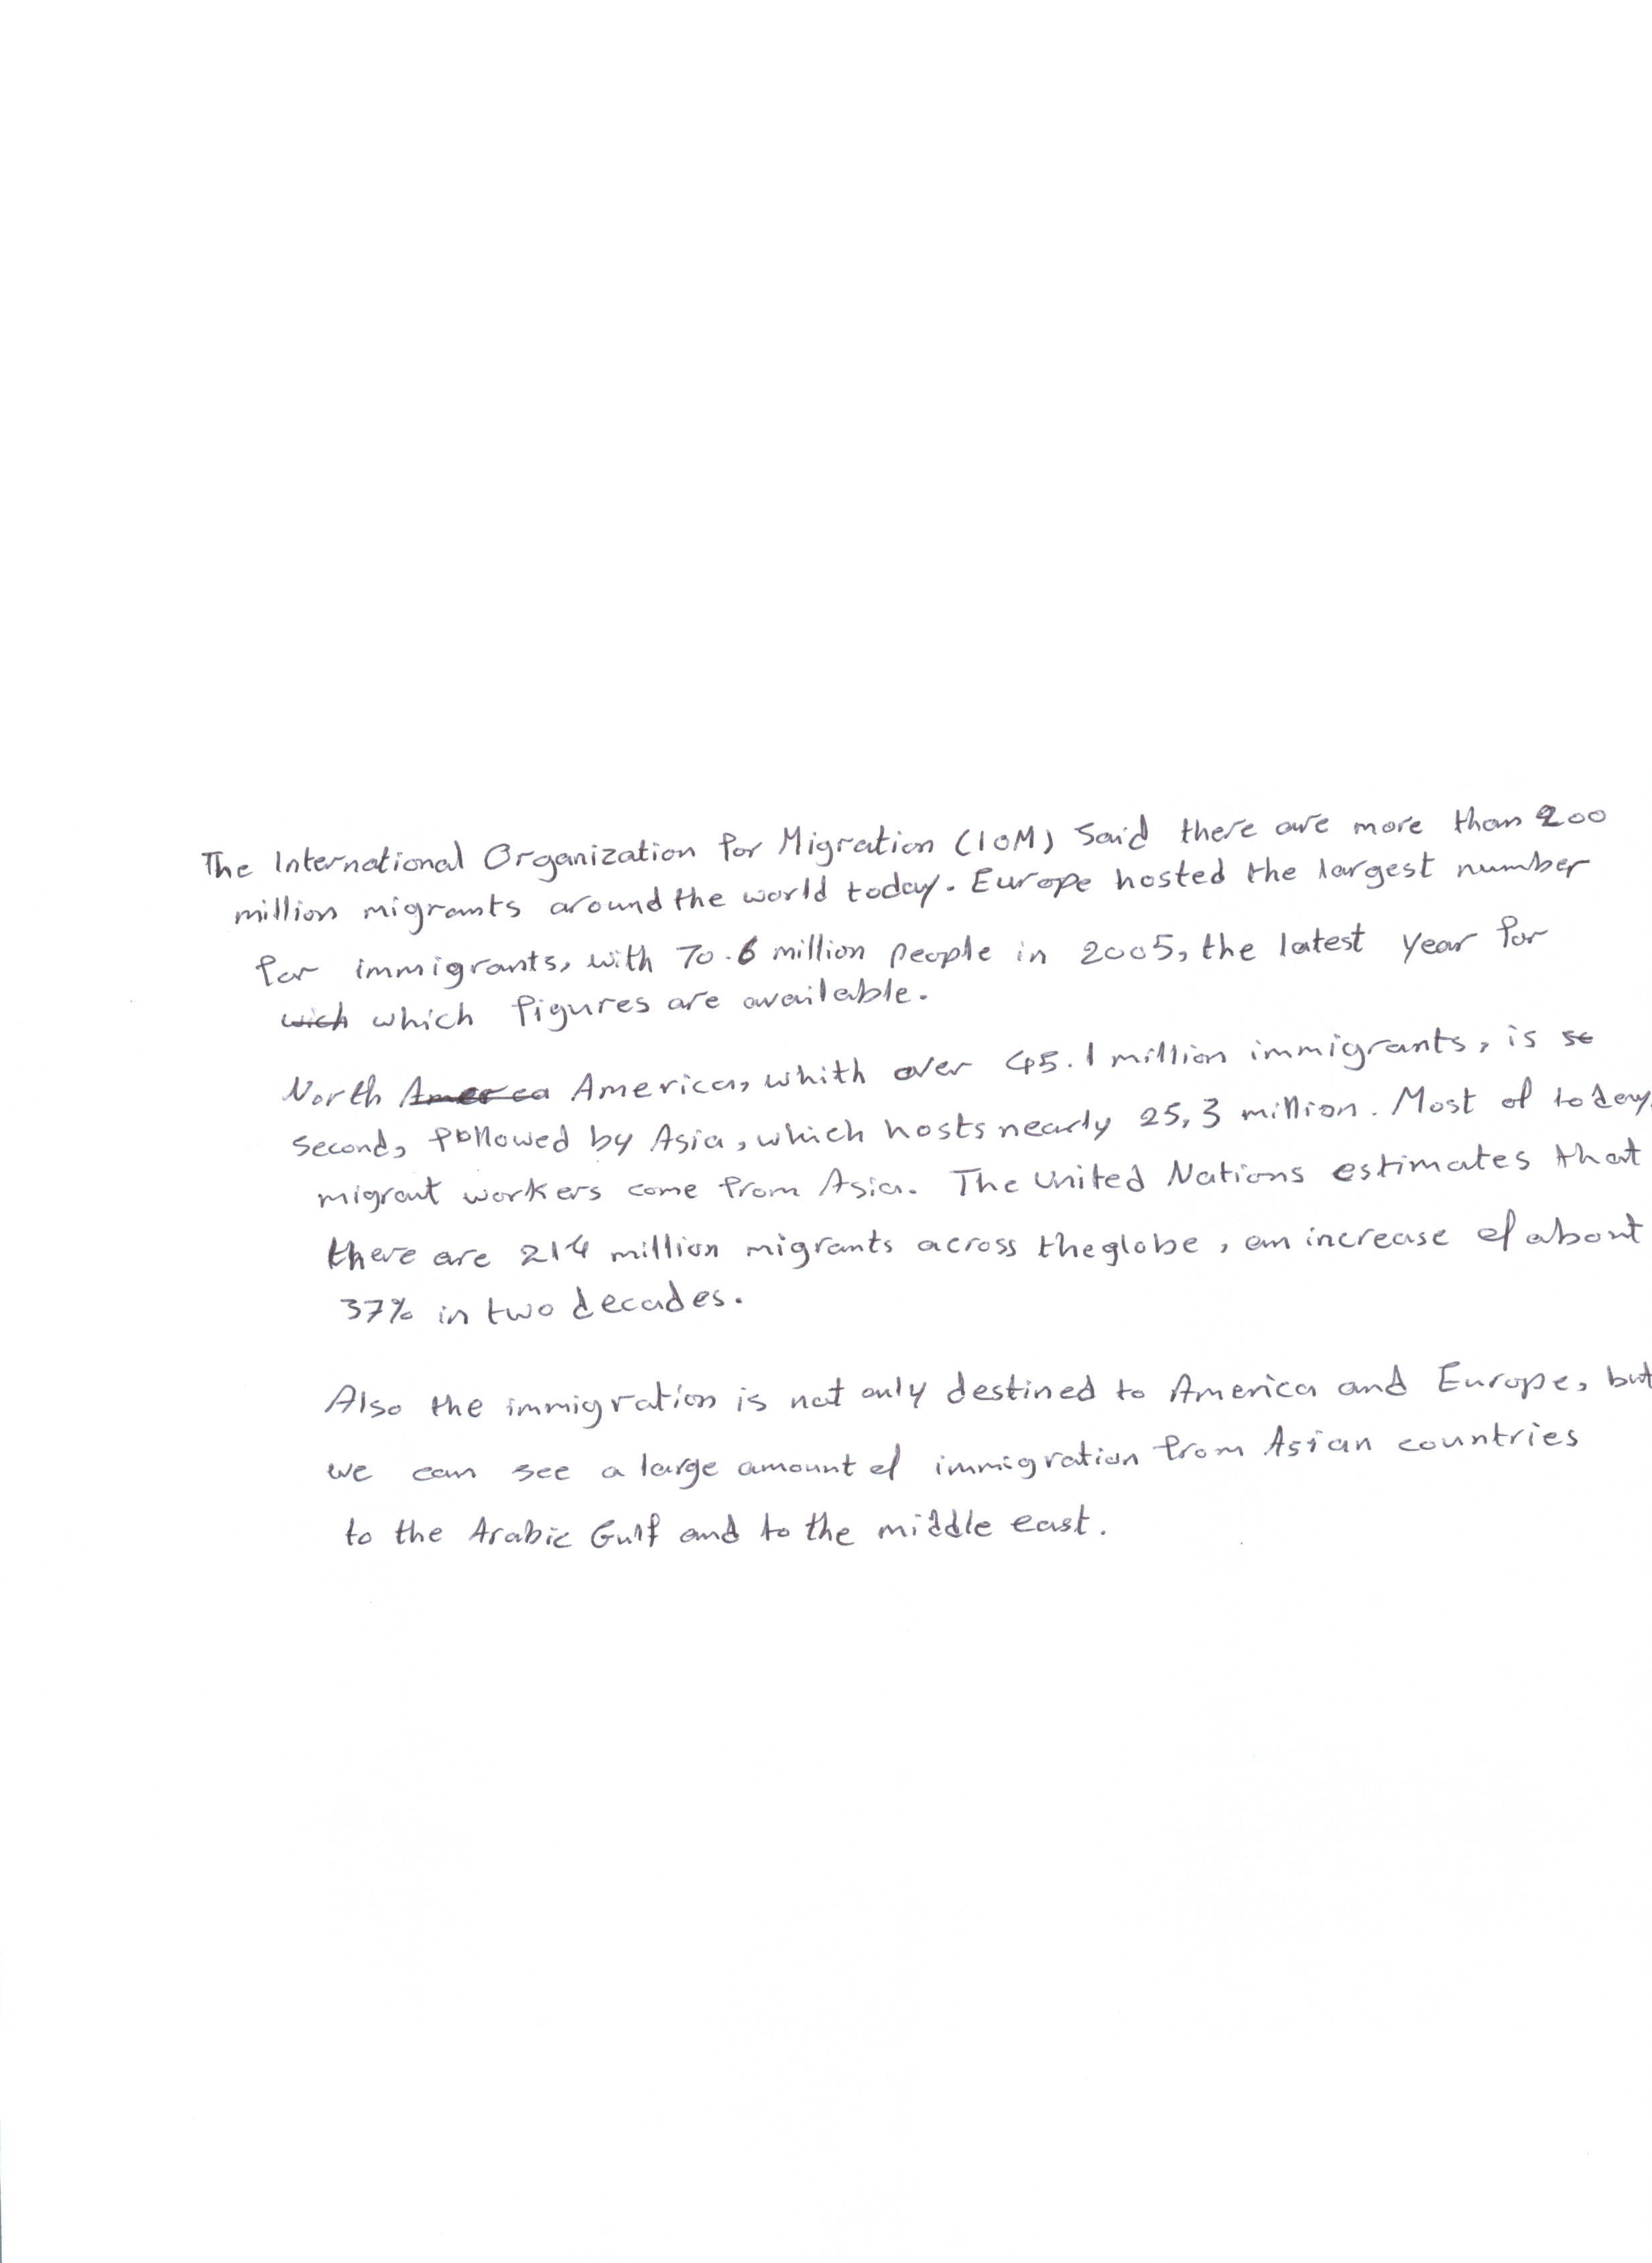 The International Organization for Migration (IOM) Said there are more than 200
million migrants around the world today. Europe hosted the largest number
for immigrants, with 70.6 million people in 2005, the latest year for
wich which figures are available.
North Amerca America, whith over 45.1 million immigrants, is se
second, followed by Asia, which hosts nearly 25,3 million. Most of today
migrant workers come from Asia. The United Nations estimates that
there are 214 million migrants across the globe, an increase of about
37% in two decades.
Also the immigration is not only destined to America and Europe, but
we can see a large amount of immigration from Asian countries
to the Arabic Gulf and to the middle east.